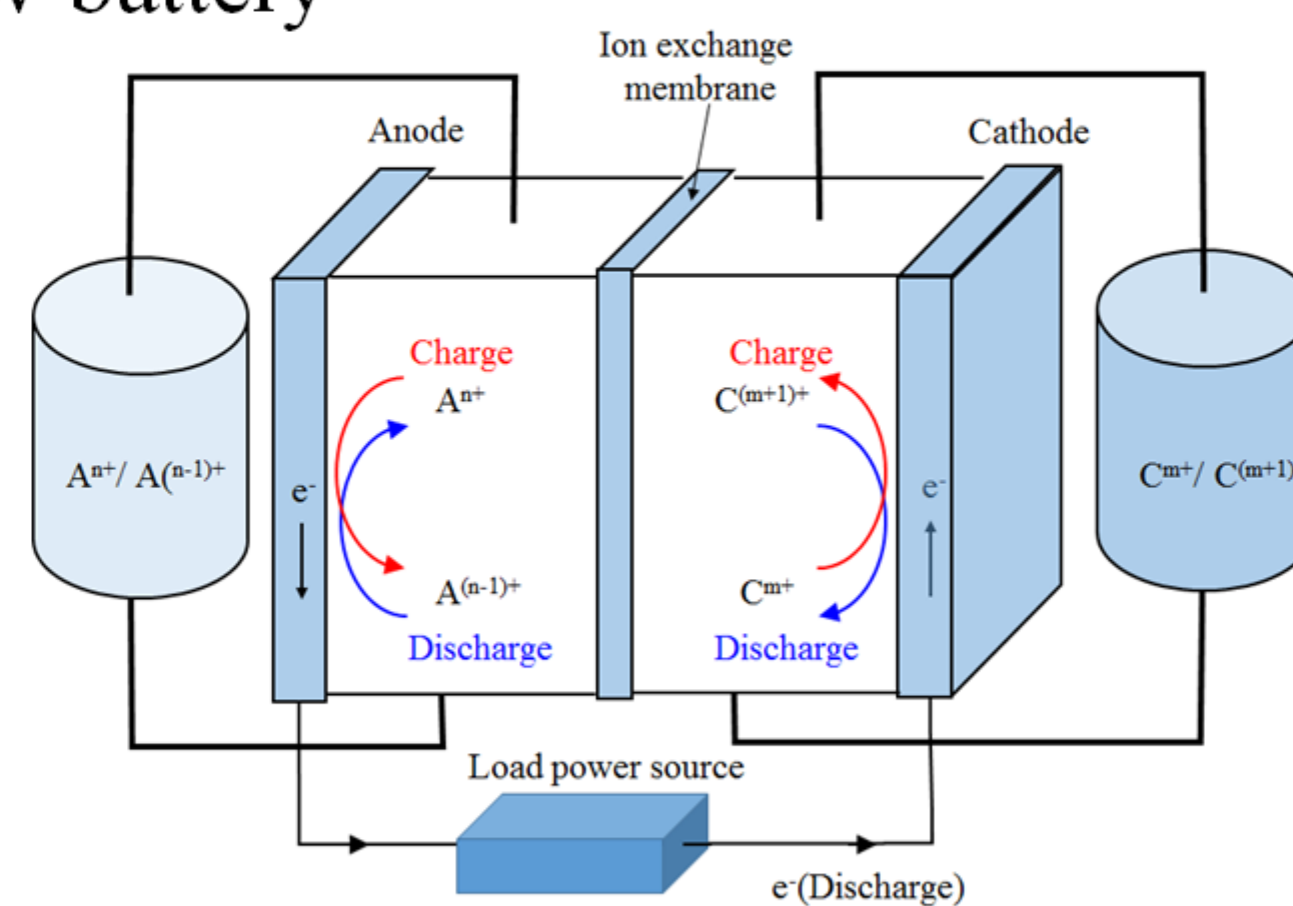 battery
Ion exchange
membrane
Anode
Cathode
Charge
Charge
Aⁿ⁺
C⁽ᵐ⁺¹⁾⁺
Aⁿ⁺/ A(ⁿ⁻¹⁾⁺
e⁻
e⁻
Cᵐ⁺/ C⁽ᵐ⁺¹⁾
A⁽ⁿ⁻¹⁾⁺
Cᵐ⁺
Discharge
Discharge
Load power source
e⁻(Discharge)